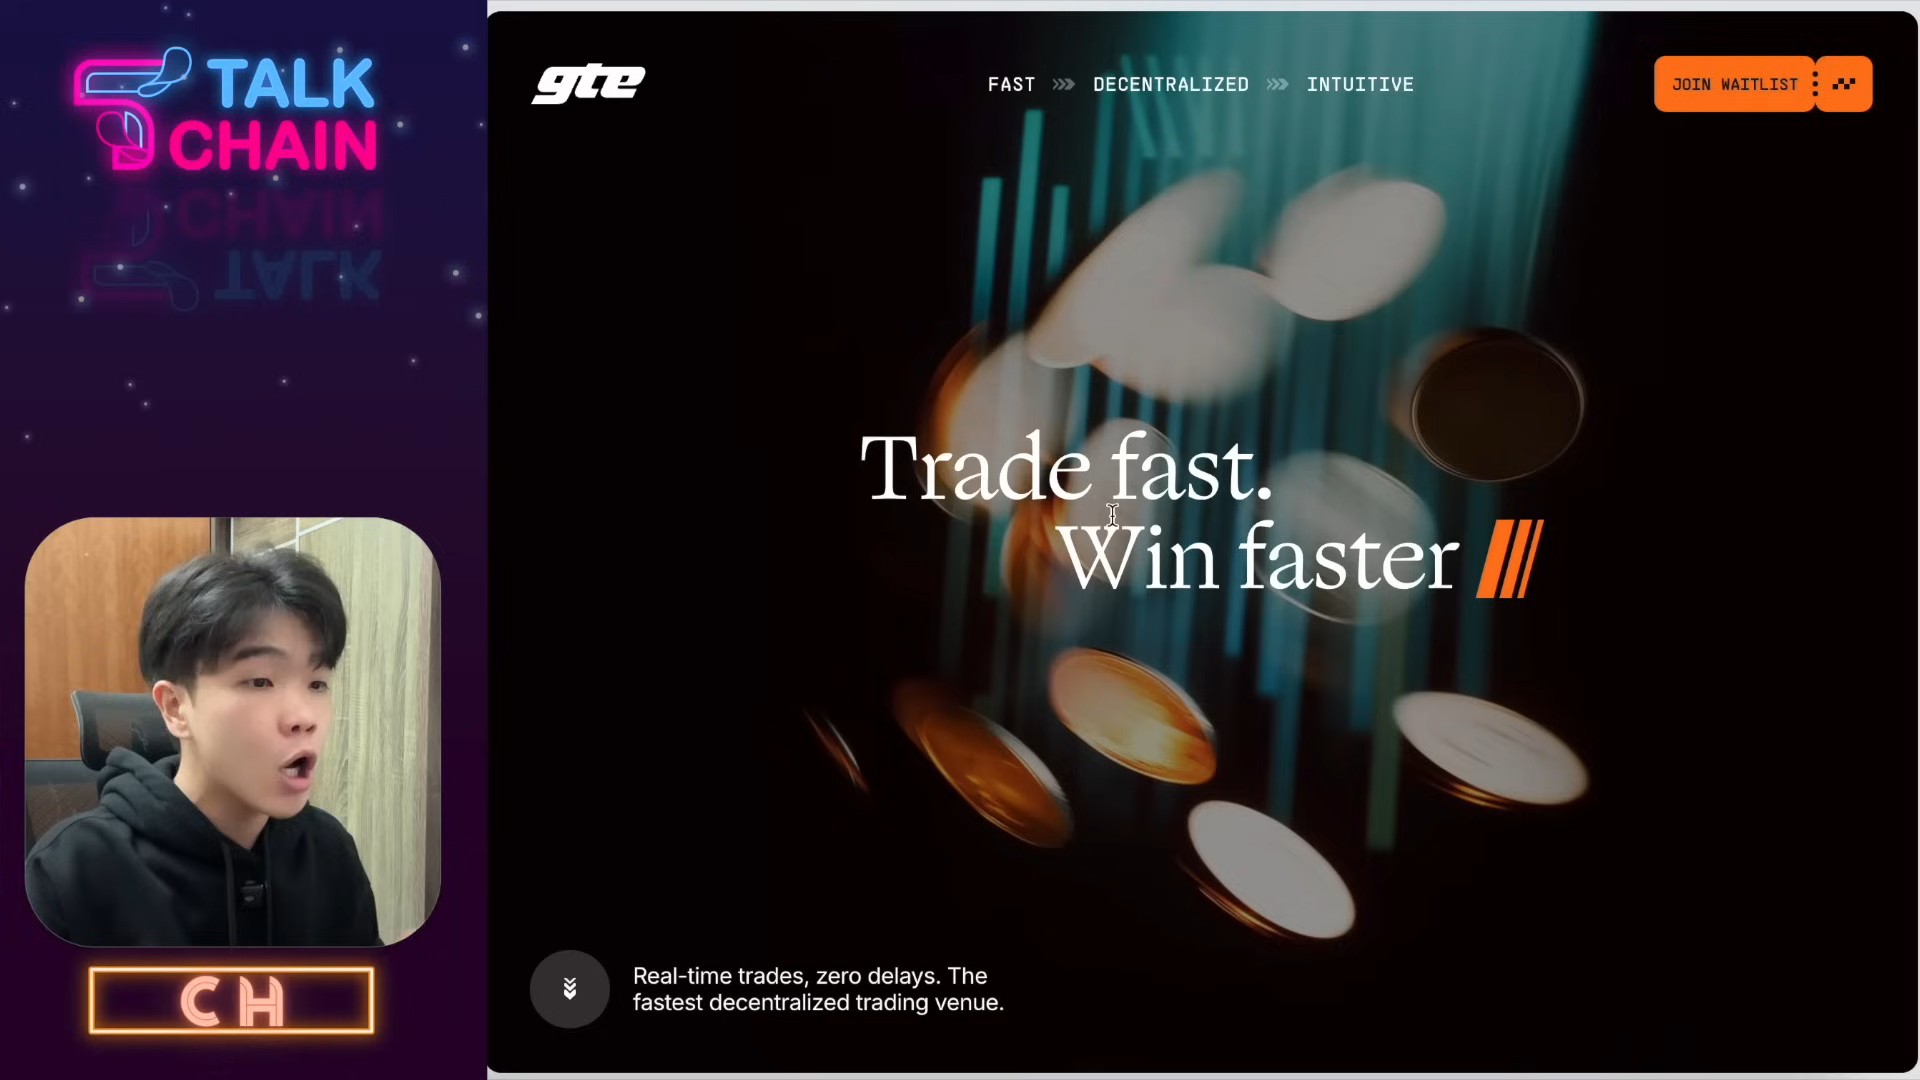 TALK
CHAIN
gte
FAST
DECENTRALIZED
INTUITIVE
JOIN WAITLIST
Trade fast.
Win faster
Real-time trades, zero delays. The
fastest decentralized trading venue.
CH